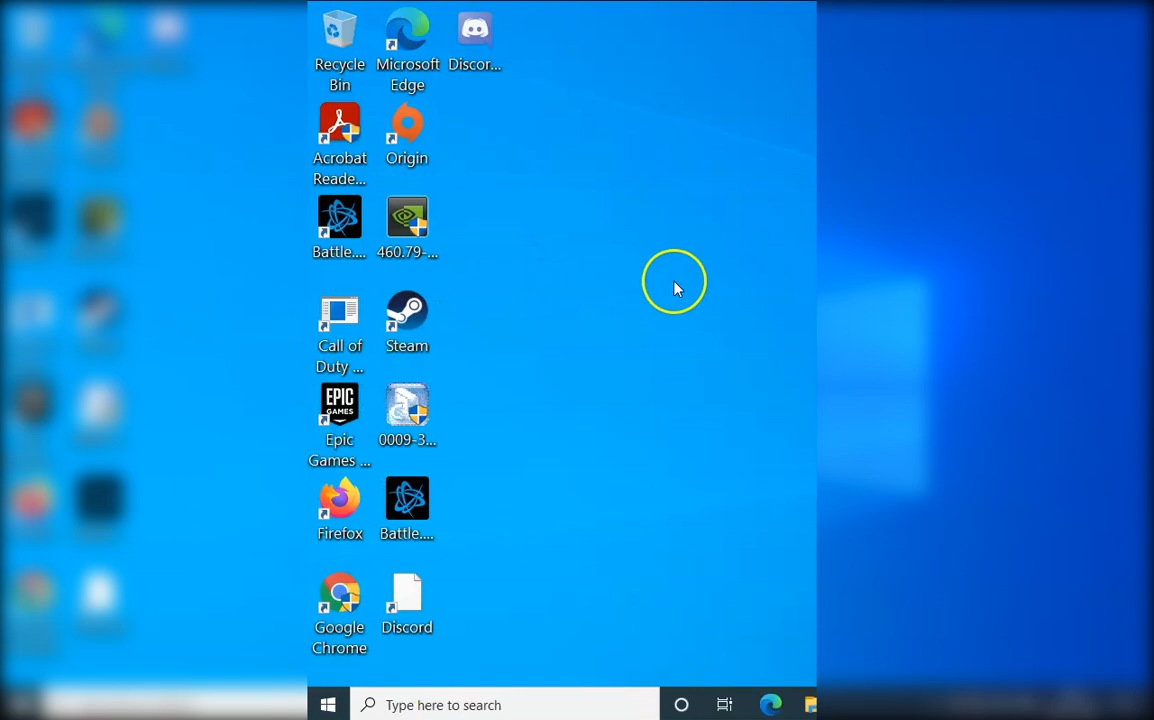 Recycle
Bin
Microsoft
Edge
Discor...
Acrobat
Reade...
Origin
Battle....
460.79-...
Call of
Duty ...
Steam
EPIC
GAMES
Epic
Games ...
0009-3...
Firefox
Battle....
Google
Chrome
Discord
Type here to search